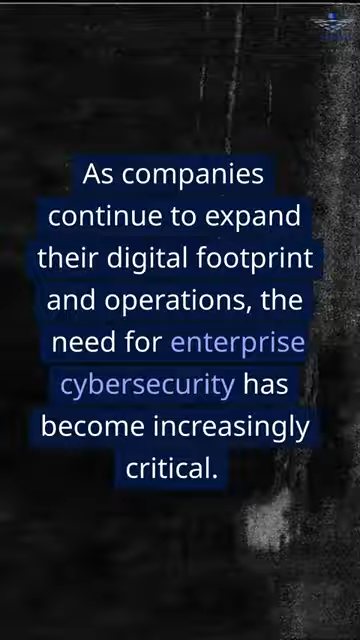 As companies
continue to expand
their digital footprint
and operations, the
need for enterprise
cybersecurity has
become increasingly
critical.